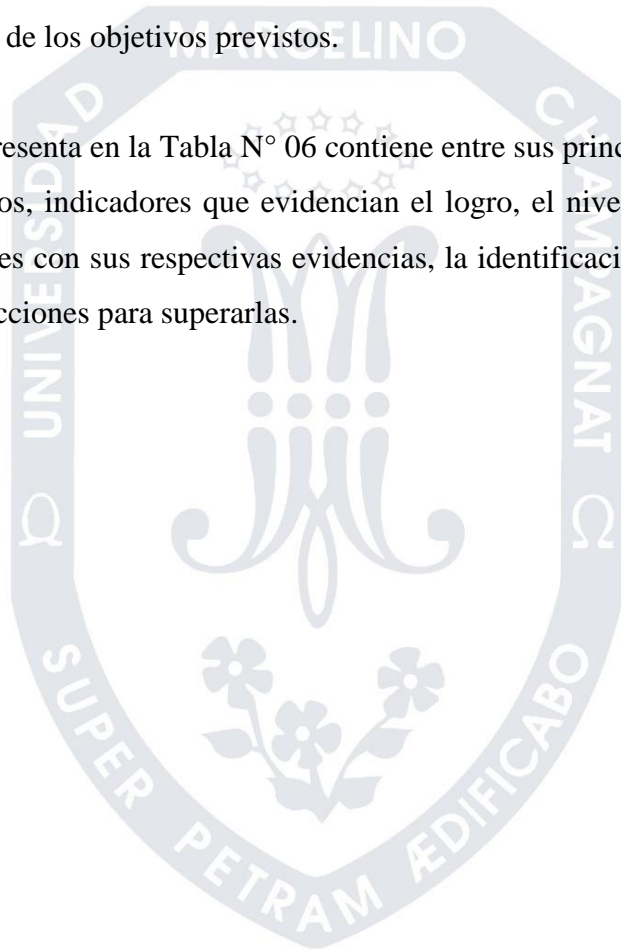 de los objetivos previstos.
resenta en la Tabla N° 06 contiene entre sus princ
os, indicadores que evidencian el logro, el nive
es con sus respectivas evidencias, la identificaci
cciones para superarlas.
UNIVERSIDAD MARCELINO CHAMPAGNAT
SUPER PETRAM ÆDIFICABO